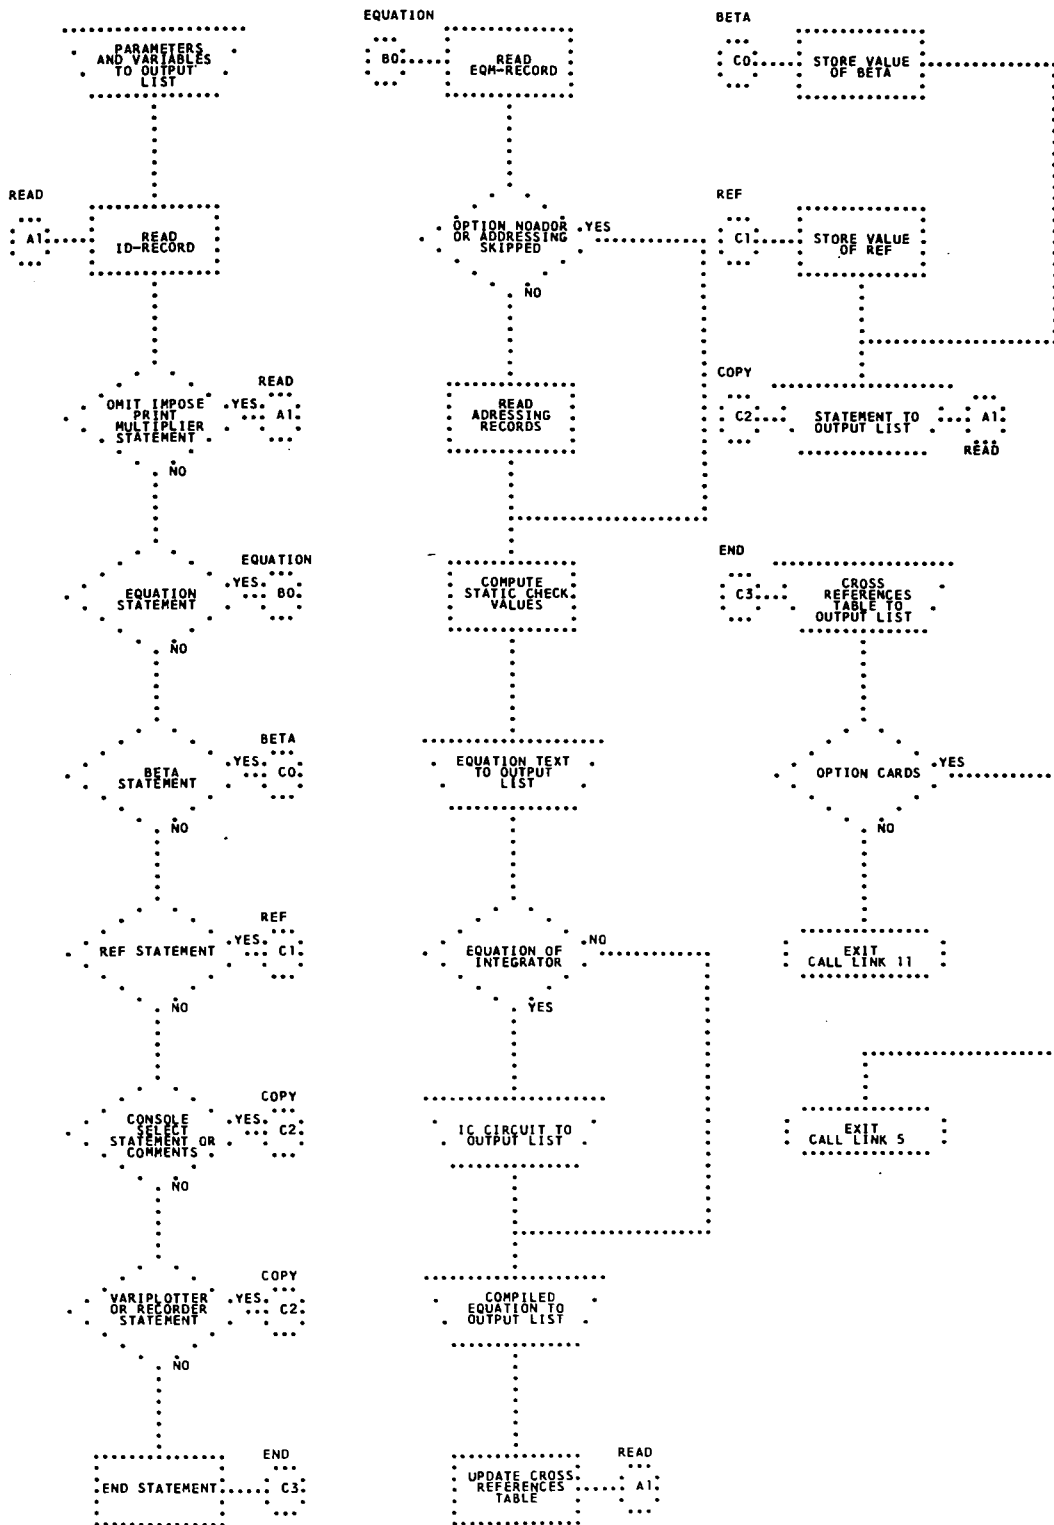 PARAMETERS
AND VARIABLES
TO OUTPUT
LIST
READ
A1
READ
ID-RECORD
OMIT IMPOSE
PRINT
MULTIPLIER
STATEMENT
YES
READ
A1
NO
EQUATION
STATEMENT
YES
EQUATION
B0
NO
BETA
STATEMENT
YES
BETA
C0
NO
REF STATEMENT
YES
REF
C1
NO
CONSOLE
SELECT
STATEMENT OR
COMMENTS
YES
COPY
C2
NO
VARIPLOTTER
OR RECORDER
STATEMENT
YES
COPY
C2
NO
END STATEMENT
END
C3
EQUATION
B0
READ
EQM-RECORD
OPTION NOADOR
OR ADDRESSING
SKIPPED
YES
NO
READ
ADRESSING
RECORDS
COMPUTE
STATIC CHECK
VALUES
EQUATION TEXT
TO OUTPUT
LIST
EQUATION OF
INTEGRATOR
NO
YES
IC CIRCUIT TO
OUTPUT LIST
COMPILED
EQUATION TO
OUTPUT LIST
UPDATE CROSS
REFERENCES
TABLE
READ
A1
BETA
C0
STORE VALUE
OF BETA
REF
C1
STORE VALUE
OF REF
COPY
C2
STATEMENT TO
OUTPUT LIST
A1
READ
END
C3
CROSS
REFERENCES
TABLE TO
OUTPUT LIST
OPTION CARDS
YES
NO
EXIT
CALL LINK 11
EXIT
CALL LINK 5